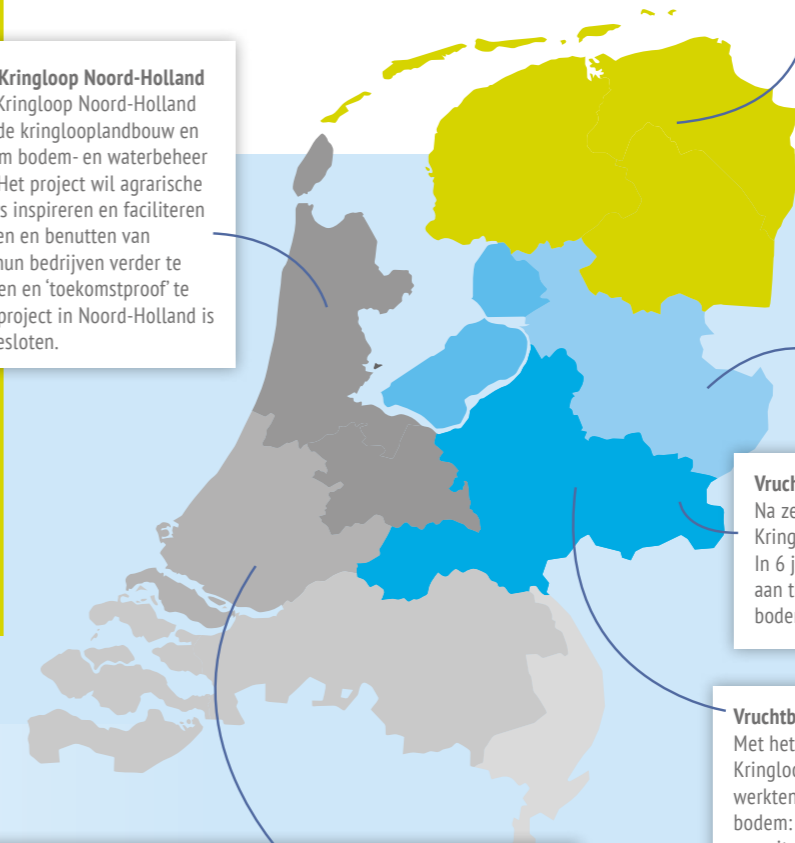 Kringloop Noord-Holland
Kringloop Noord-Holland
de kringlooplandbouw en
m bodem- en waterbeheer
Het project wil agrarische
s inspireren en faciliteren
en en benutten van
hun bedrijven verder te
en en ‘toekomstproof’ te
project in Noord-Holland is
esloten.
Vruch
Na ze
Kring
In 6 j
aan t
boder
Vruchtb
Met het
Kringloo
werkten
bodem: